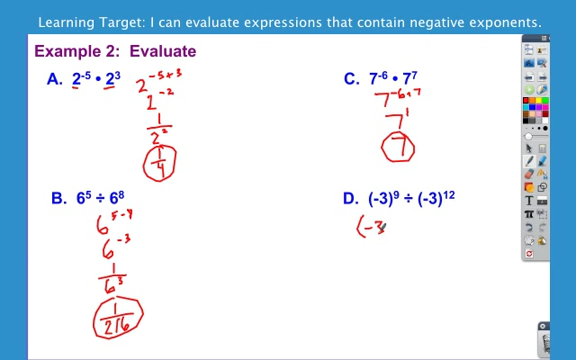 Learning Target: I can evaluate expressions that contain negative exponents.
Example 2: Evaluate
A. 2⁻⁵ • 2³
2⁻⁵⁺³
2⁻²
1/2²
1/4
B. 6⁵ ÷ 6⁸
6⁵⁻⁸
6⁻³
1/6³
1/216
C. 7⁻⁶ • 7⁷
7⁻⁶⁺⁷
7¹
7
D. (-3)⁹ ÷ (-3)¹²
(-3